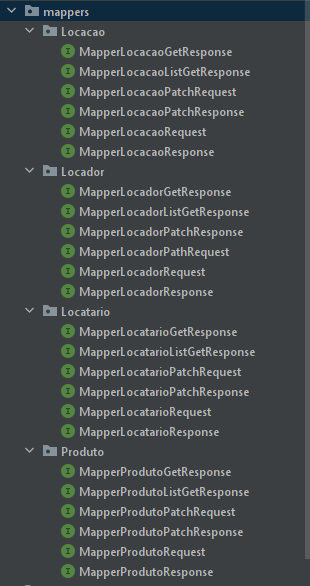 mappers
Locacao
I MapperLocacaoGetResponse
I MapperLocacaoListGetResponse
I MapperLocacaoPatchRequest
I MapperLocacaoPatchResponse
I MapperLocacaoRequest
I MapperLocacaoResponse
Locador
I MapperLocadorGetResponse
I MapperLocadorListGetResponse
I MapperLocadorPatchResponse
I MapperLocadorPathRequest
I MapperLocadorRequest
I MapperLocadorResponse
Locatario
I MapperLocatarioGetResponse
I MapperLocatarioListGetResponse
I MapperLocatarioPatchRequest
I MapperLocatarioPatchResponse
I MapperLocatarioRequest
I MapperLocatarioResponse
Produto
I MapperProdutoGetResponse
I MapperProdutoListGetResponse
I MapperProdutoPatchRequest
I MapperProdutoPatchResponse
I MapperProdutoRequest
I MapperProdutoResponse